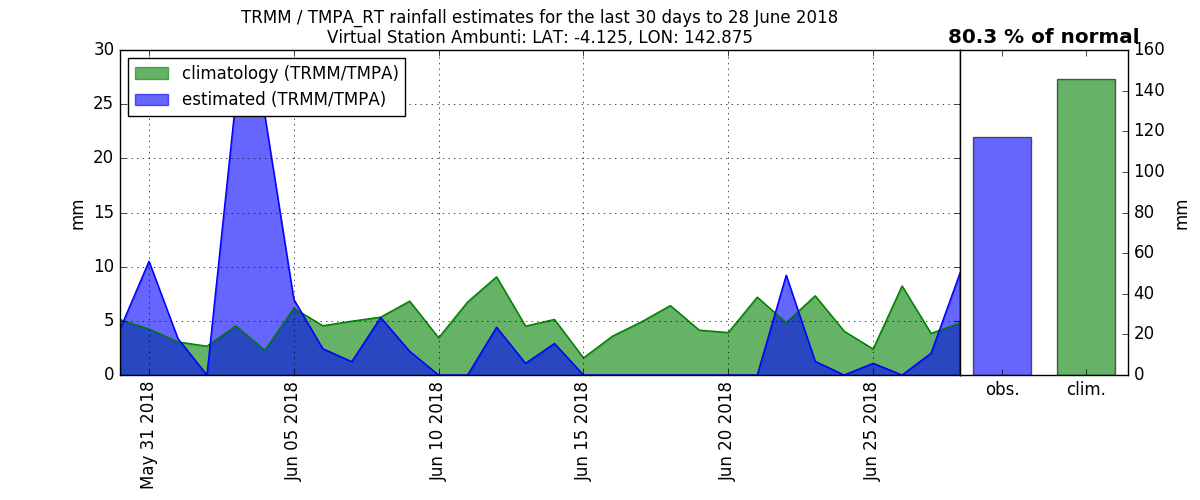 TRMM / TMPA_RT rainfall estimates for the last 30 days to 28 June 2018
Virtual Station Ambunti: LAT: -4.125, LON: 142.875
80.3 % of normal
climatology (TRMM/TMPA)
estimated (TRMM/TMPA)
30
25
20
15
10
5
0
mm
May 31 2018
Jun 05 2018
Jun 10 2018
Jun 15 2018
Jun 20 2018
Jun 25 2018
160
140
120
100
80
60
40
20
0
mm
obs.
clim.